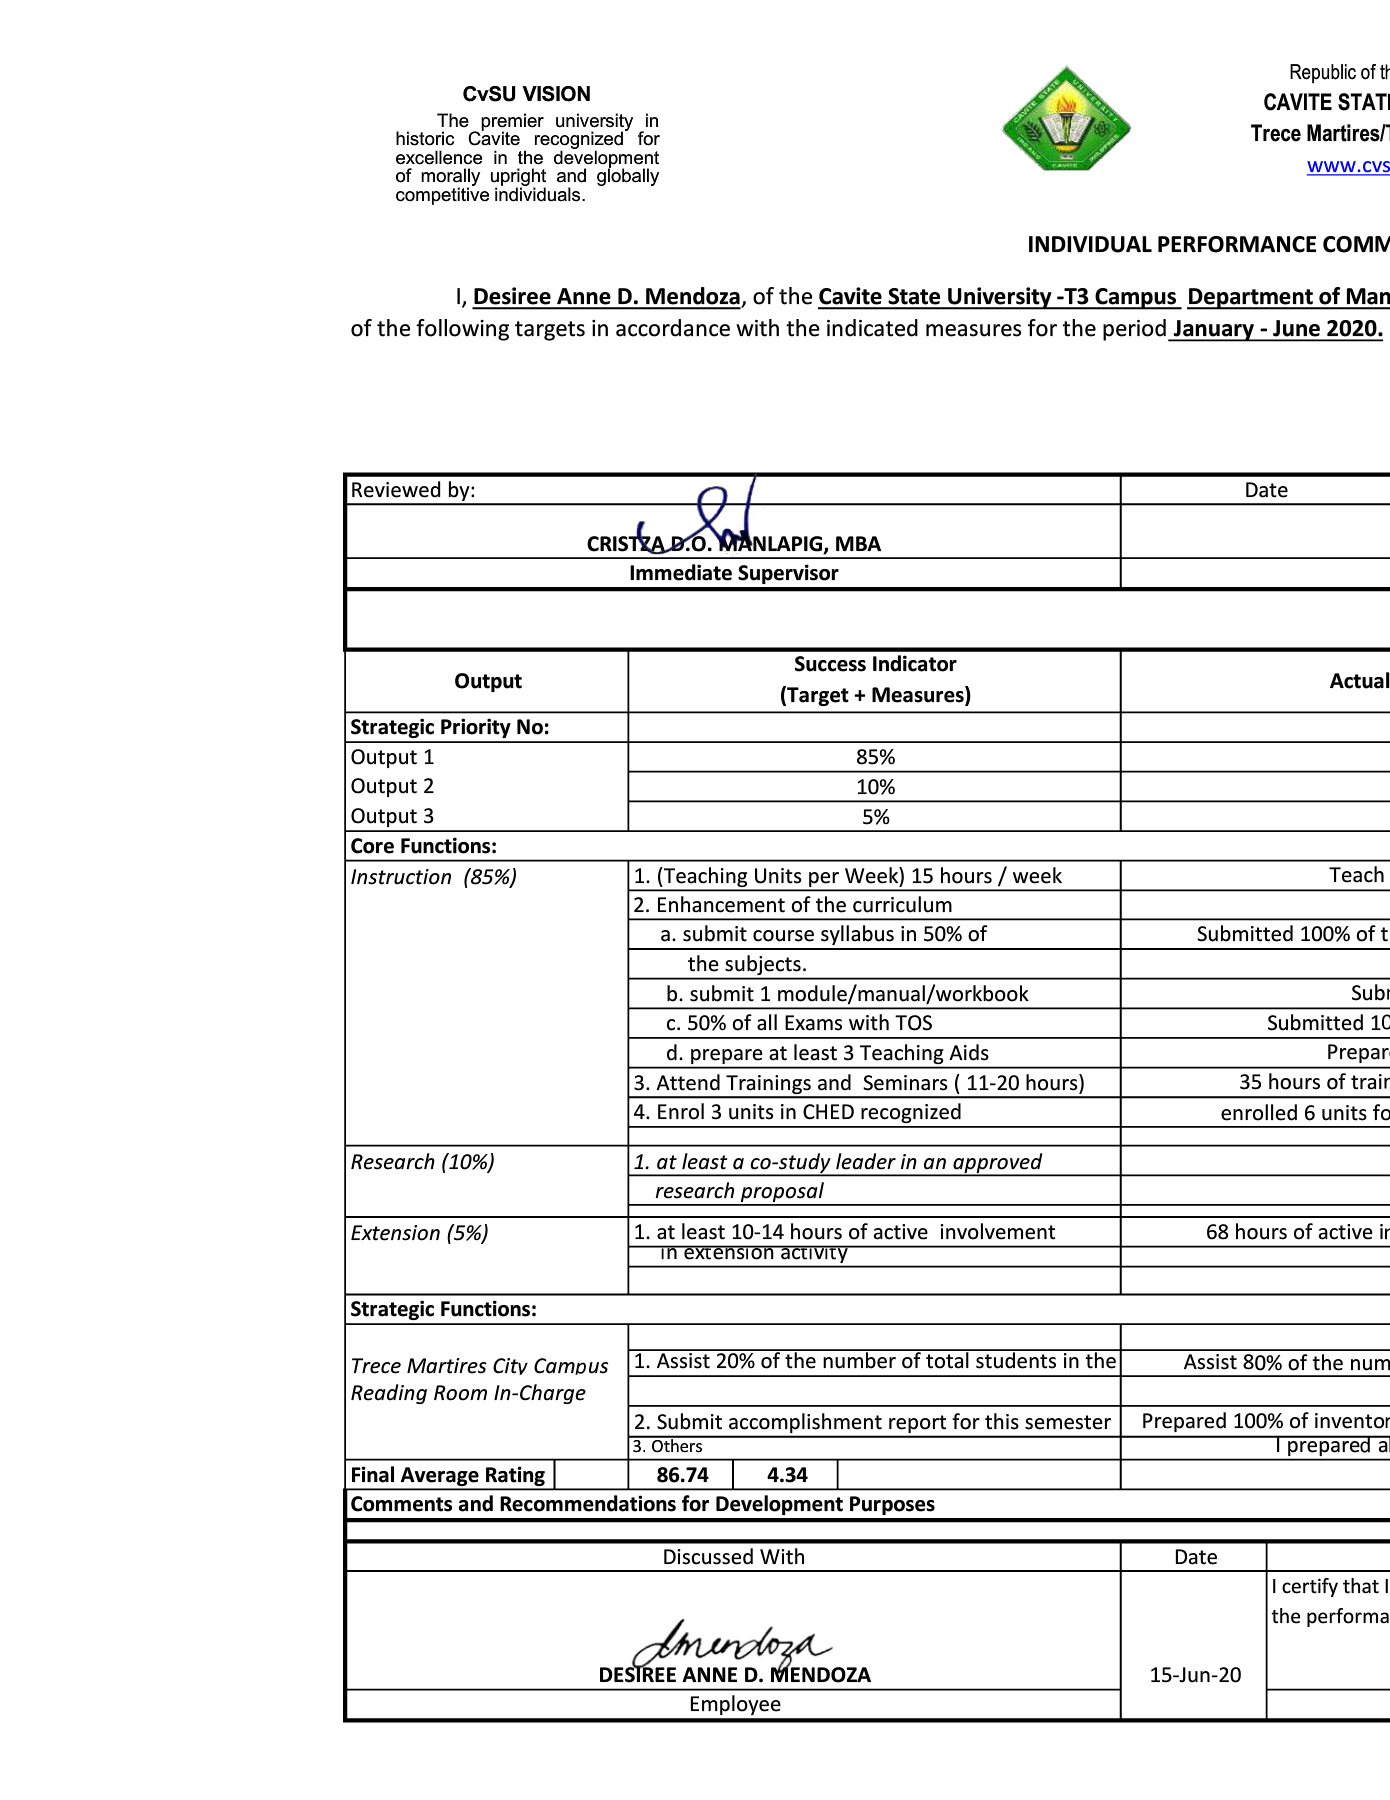 CvSU VISION
The premier university in
historic Cavite recognized for
excellence in the development
of morally upright and globally
competitive individuals.
CAVITE STATE UNIVERSITY
CAVITE
Republic of th
CAVITE STATE
Trece Martires/T
www.cvs
INDIVIDUAL PERFORMANCE COMM
I, Desiree Anne D. Mendoza, of the Cavite State University -T3 Campus Department of Man
of the following targets in accordance with the indicated measures for the period January - June 2020.
Reviewed by: Date
CRISTZA D.O. MANLAPIG, MBA
Immediate Supervisor
Output Success Indicator (Target + Measures) Actual
Strategic Priority No:
Output 1 85%
Output 2 10%
Output 3 5%
Core Functions:
Instruction (85%) 1. (Teaching Units per Week) 15 hours / week Teach
2. Enhancement of the curriculum
a. submit course syllabus in 50% of Submitted 100% of t
the subjects.
b. submit 1 module/manual/workbook Subm
c. 50% of all Exams with TOS Submitted 10
d. prepare at least 3 Teaching Aids Prepare
3. Attend Trainings and Seminars ( 11-20 hours) 35 hours of train
4. Enrol 3 units in CHED recognized enrolled 6 units fo
Research (10%) 1. at least a co-study leader in an approved
research proposal
Extension (5%) 1. at least 10-14 hours of active involvement 68 hours of active in
in extension activity
Strategic Functions:
Trece Martires City Campus 1. Assist 20% of the number of total students in the Assist 80% of the num
Reading Room In-Charge
2. Submit accomplishment report for this semester Prepared 100% of inventor
3. Others I prepared a
Final Average Rating 86.74 4.34
Comments and Recommendations for Development Purposes
Discussed With Date
I certify that I
the performa
dmendoza
DESIREE ANNE D. MENDOZA 15-Jun-20
Employee